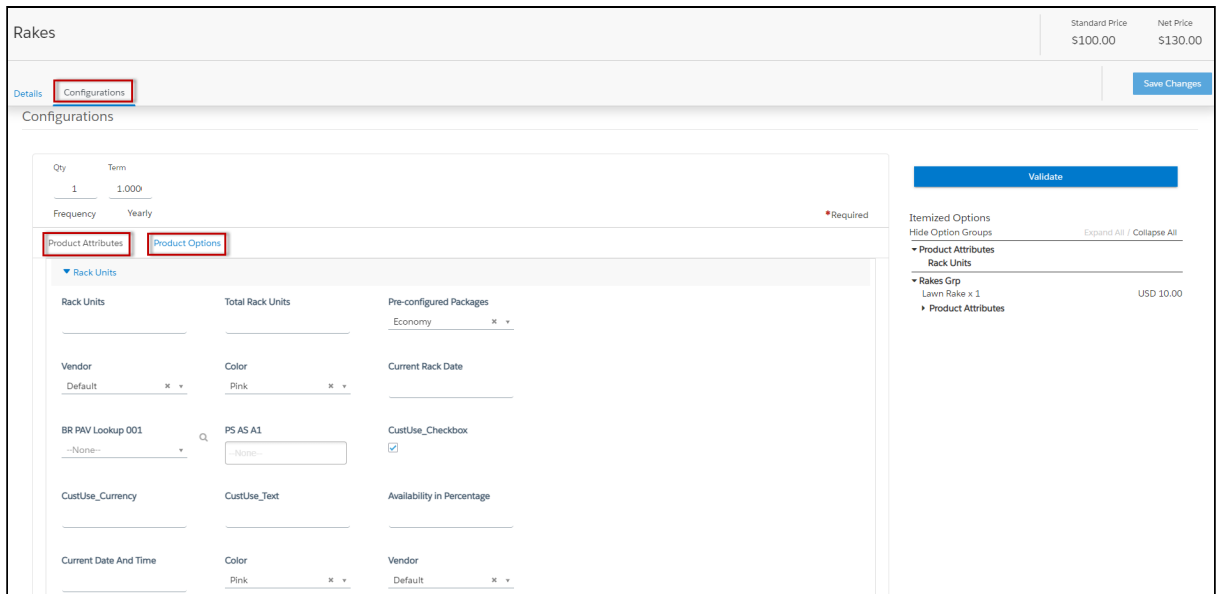 Rakes
Standard Price Net Price
$100.00 $130.00
Details Configurations
Save Changes
Configurations
Qty Term
1 1.000
Frequency Yearly
*Required
Product Attributes Product Options
Rack Units
Rack Units Total Rack Units Pre-configured Packages
Economy
Vendor Color Current Rack Date
Default Pink
BR PAV Lookup 001 PS AS A1 CustUse_Checkbox
--None-- --None--
CustUse_Currency CustUse_Text Availability in Percentage
Current Date And Time Color Vendor
Pink Default
Validate
Itemized Options
Hide Option Groups Expand All / Collapse All
Product Attributes
Rack Units
Rakes Grp
Lawn Rake x 1 USD 10.00
Product Attributes